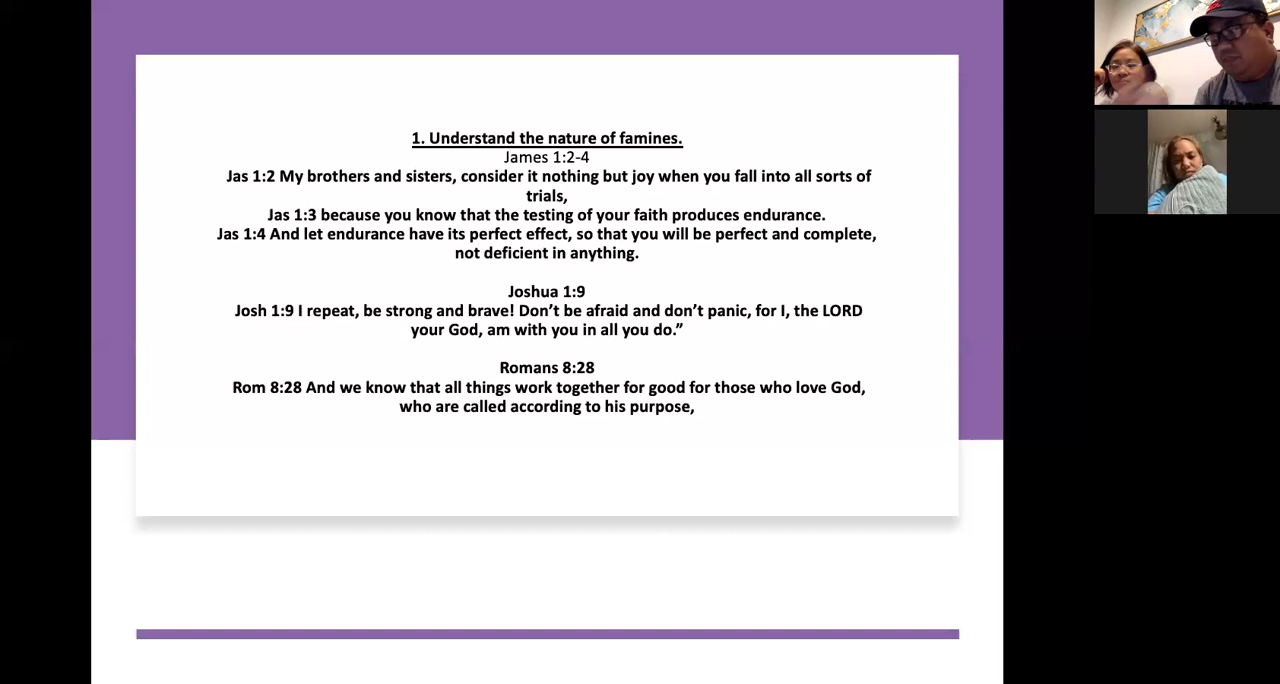 1. Understand the nature of famines.
James 1:2-4
Jas 1:2 My brothers and sisters, consider it nothing but joy when you fall into all sorts of
trials,
Jas 1:3 because you know that the testing of your faith produces endurance.
Jas 1:4 And let endurance have its perfect effect, so that you will be perfect and complete,
not deficient in anything.
Joshua 1:9
Josh 1:9 I repeat, be strong and brave! Don’t be afraid and don’t panic, for I, the LORD
your God, am with you in all you do.”
Romans 8:28
Rom 8:28 And we know that all things work together for good for those who love God,
who are called according to his purpose,